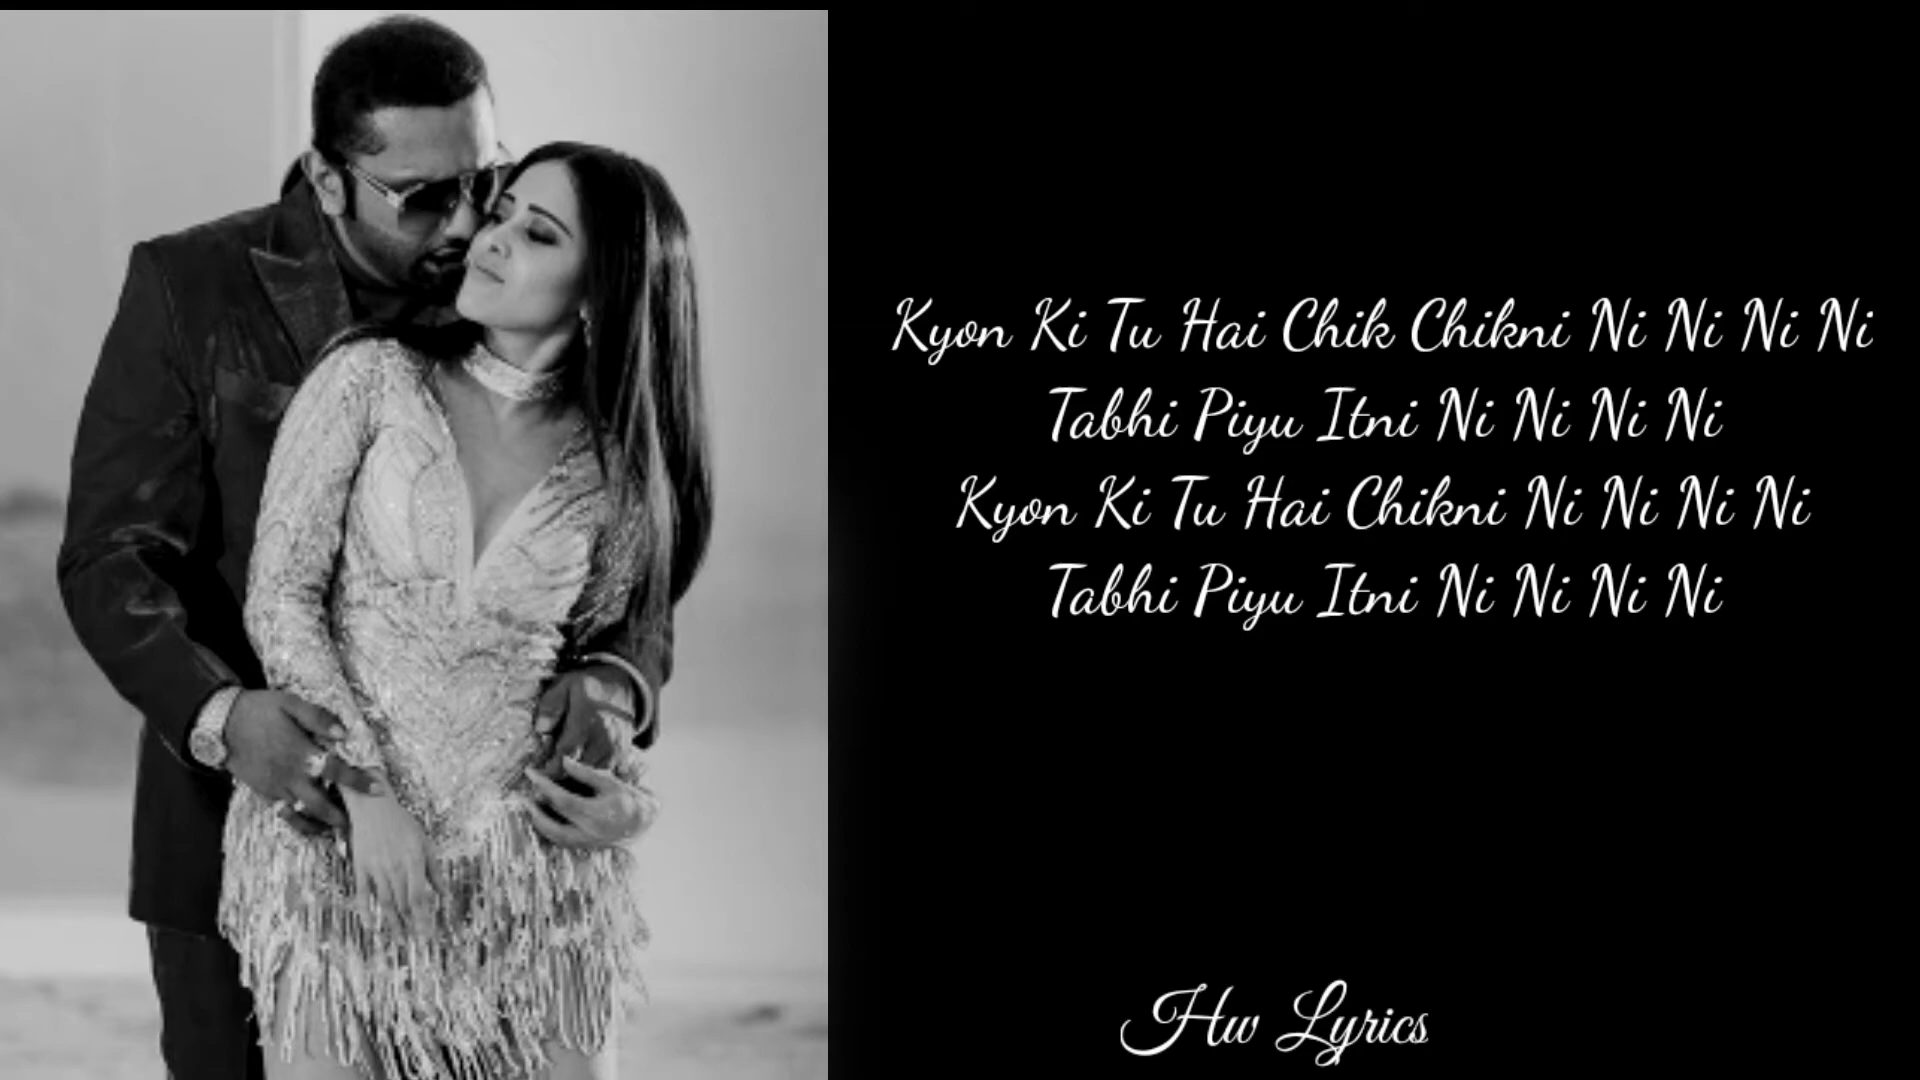 Kyon Ki Tu Hai Chik Chikni Ni Ni Ni Ni
Tabhi Piyu Itni Ni Ni Ni Ni
Kyon Ki Tu Hai Chikni Ni Ni Ni Ni
Tabhi Piyu Itni Ni Ni Ni Ni
Hw Lyrics